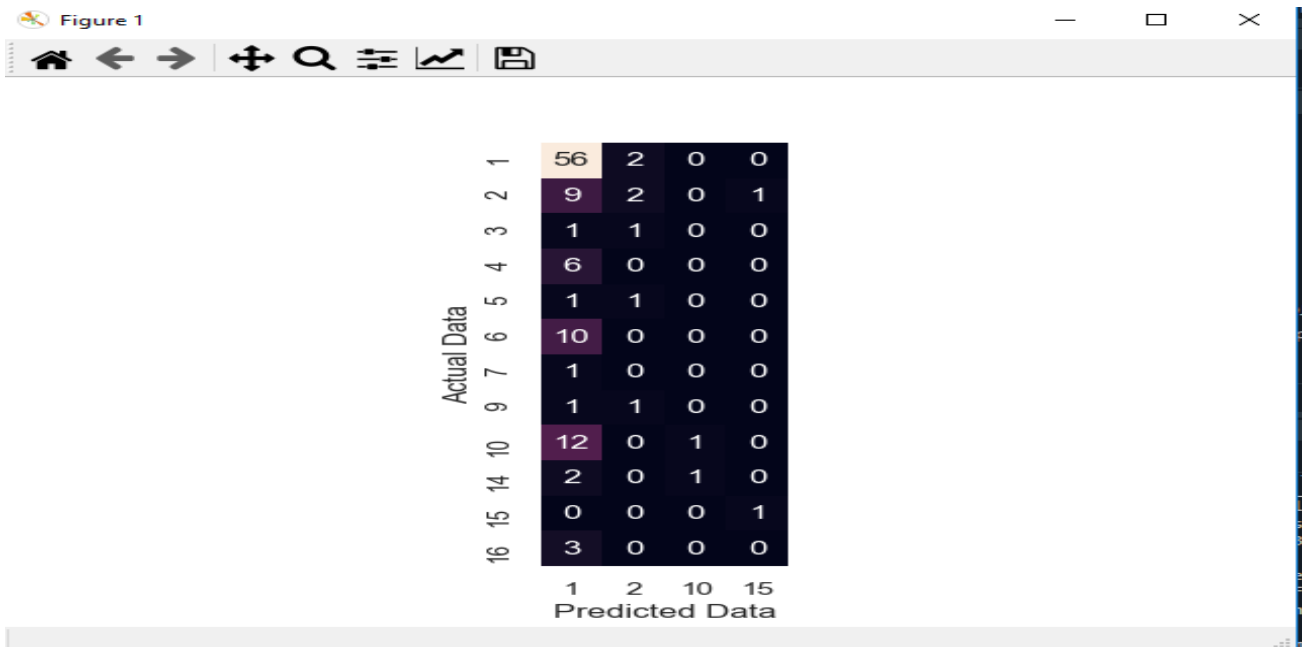 Figure 1
1 56 2 0 0
2 9 2 0 1
3 1 1 0 0
4 6 0 0 0
5 1 1 0 0
6 10 0 0 0
7 1 0 0 0
9 1 1 0 0
10 12 0 1 0
14 2 0 1 0
15 0 0 0 1
16 3 0 0 0
Actual Data
1 2 10 15
Predicted Data